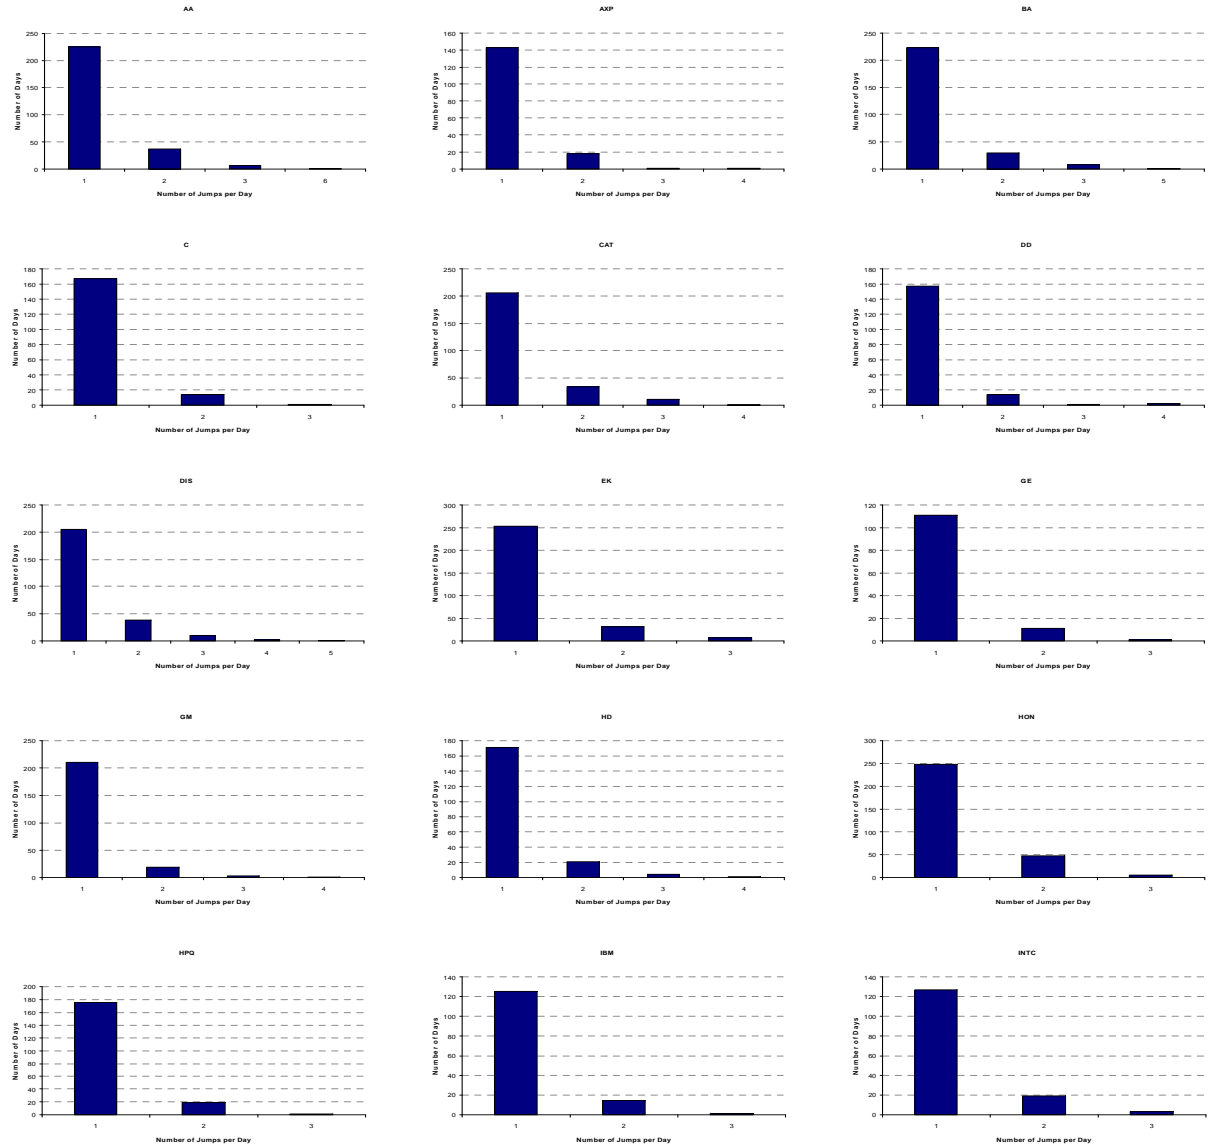 AA
250
200
150
100
50
0
Number of Days
1 2 3 6
Number of Jumps per Day
AXP
160
140
120
100
80
60
40
20
0
Number of Days
1 2 3 4
Number of Jumps per Day
BA
250
200
150
100
50
0
Number of Days
1 2 3 5
Number of Jumps per Day
C
180
160
140
120
100
80
60
40
20
0
Number of Days
1 2 3
Number of Jumps per Day
CAT
250
200
150
100
50
0
Number of Days
1 2 3 4
Number of Jumps per Day
DD
180
160
140
120
100
80
60
40
20
0
Number of Days
1 2 3 4
Number of Jumps per Day
DIS
250
200
150
100
50
0
Number of Days
1 2 3 4 5
Number of Jumps per Day
EK
300
250
200
150
100
50
0
Number of Days
1 2 3
Number of Jumps per Day
GE
120
100
80
60
40
20
0
Number of Days
1 2 3
Number of Jumps per Day
GM
250
200
150
100
50
0
Number of Days
1 2 3 4
Number of Jumps per Day
HD
180
160
140
120
100
80
60
40
20
0
Number of Days
1 2 3 4
Number of Jumps per Day
HON
300
250
200
150
100
50
0
Number of Days
1 2 3
Number of Jumps per Day
HPQ
200
180
160
140
120
100
80
60
40
20
0
Number of Days
1 2 3
Number of Jumps per Day
IBM
140
120
100
80
60
40
20
0
Number of Days
1 2 3
Number of Jumps per Day
INTC
140
120
100
80
60
40
20
0
Number of Days
1 2 3
Number of Jumps per Day